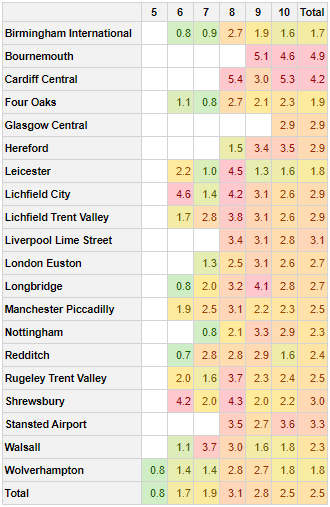 5 6 7 8 9 10 Total
Birmingham International 0.8 0.9 2.7 1.9 1.6 1.7
Bournemouth 5.1 4.6 4.9
Cardiff Central 5.4 3.0 5.3 4.2
Four Oaks 1.1 0.8 2.7 2.1 2.3 1.9
Glasgow Central 2.9 2.9
Hereford 1.5 3.4 3.5 2.9
Leicester 2.2 1.0 4.5 1.3 1.6 1.8
Lichfield City 4.6 1.4 4.2 3.1 2.6 2.9
Lichfield Trent Valley 1.7 2.8 3.8 3.1 2.6 2.9
Liverpool Lime Street 3.4 3.1 2.8 3.1
London Euston 1.3 2.5 3.1 2.6 2.7
Longbridge 0.8 2.0 3.2 4.1 2.8 2.7
Manchester Piccadilly 1.9 2.5 3.1 2.2 2.3 2.5
Nottingham 0.8 2.1 3.3 2.9 2.3
Redditch 0.7 2.8 2.8 2.9 1.6 2.4
Rugeley Trent Valley 2.0 1.6 3.7 2.3 2.4 2.5
Shrewsbury 4.2 2.0 4.0 2.0 2.2 3.0
Stansted Airport 3.5 2.7 3.6 3.3
Walsall 1.1 3.7 3.0 1.6 1.8 2.3
Wolverhampton 0.8 1.4 1.4 2.8 2.7 1.8 1.8
Total 0.8 1.7 1.9 3.1 2.8 2.5 2.5